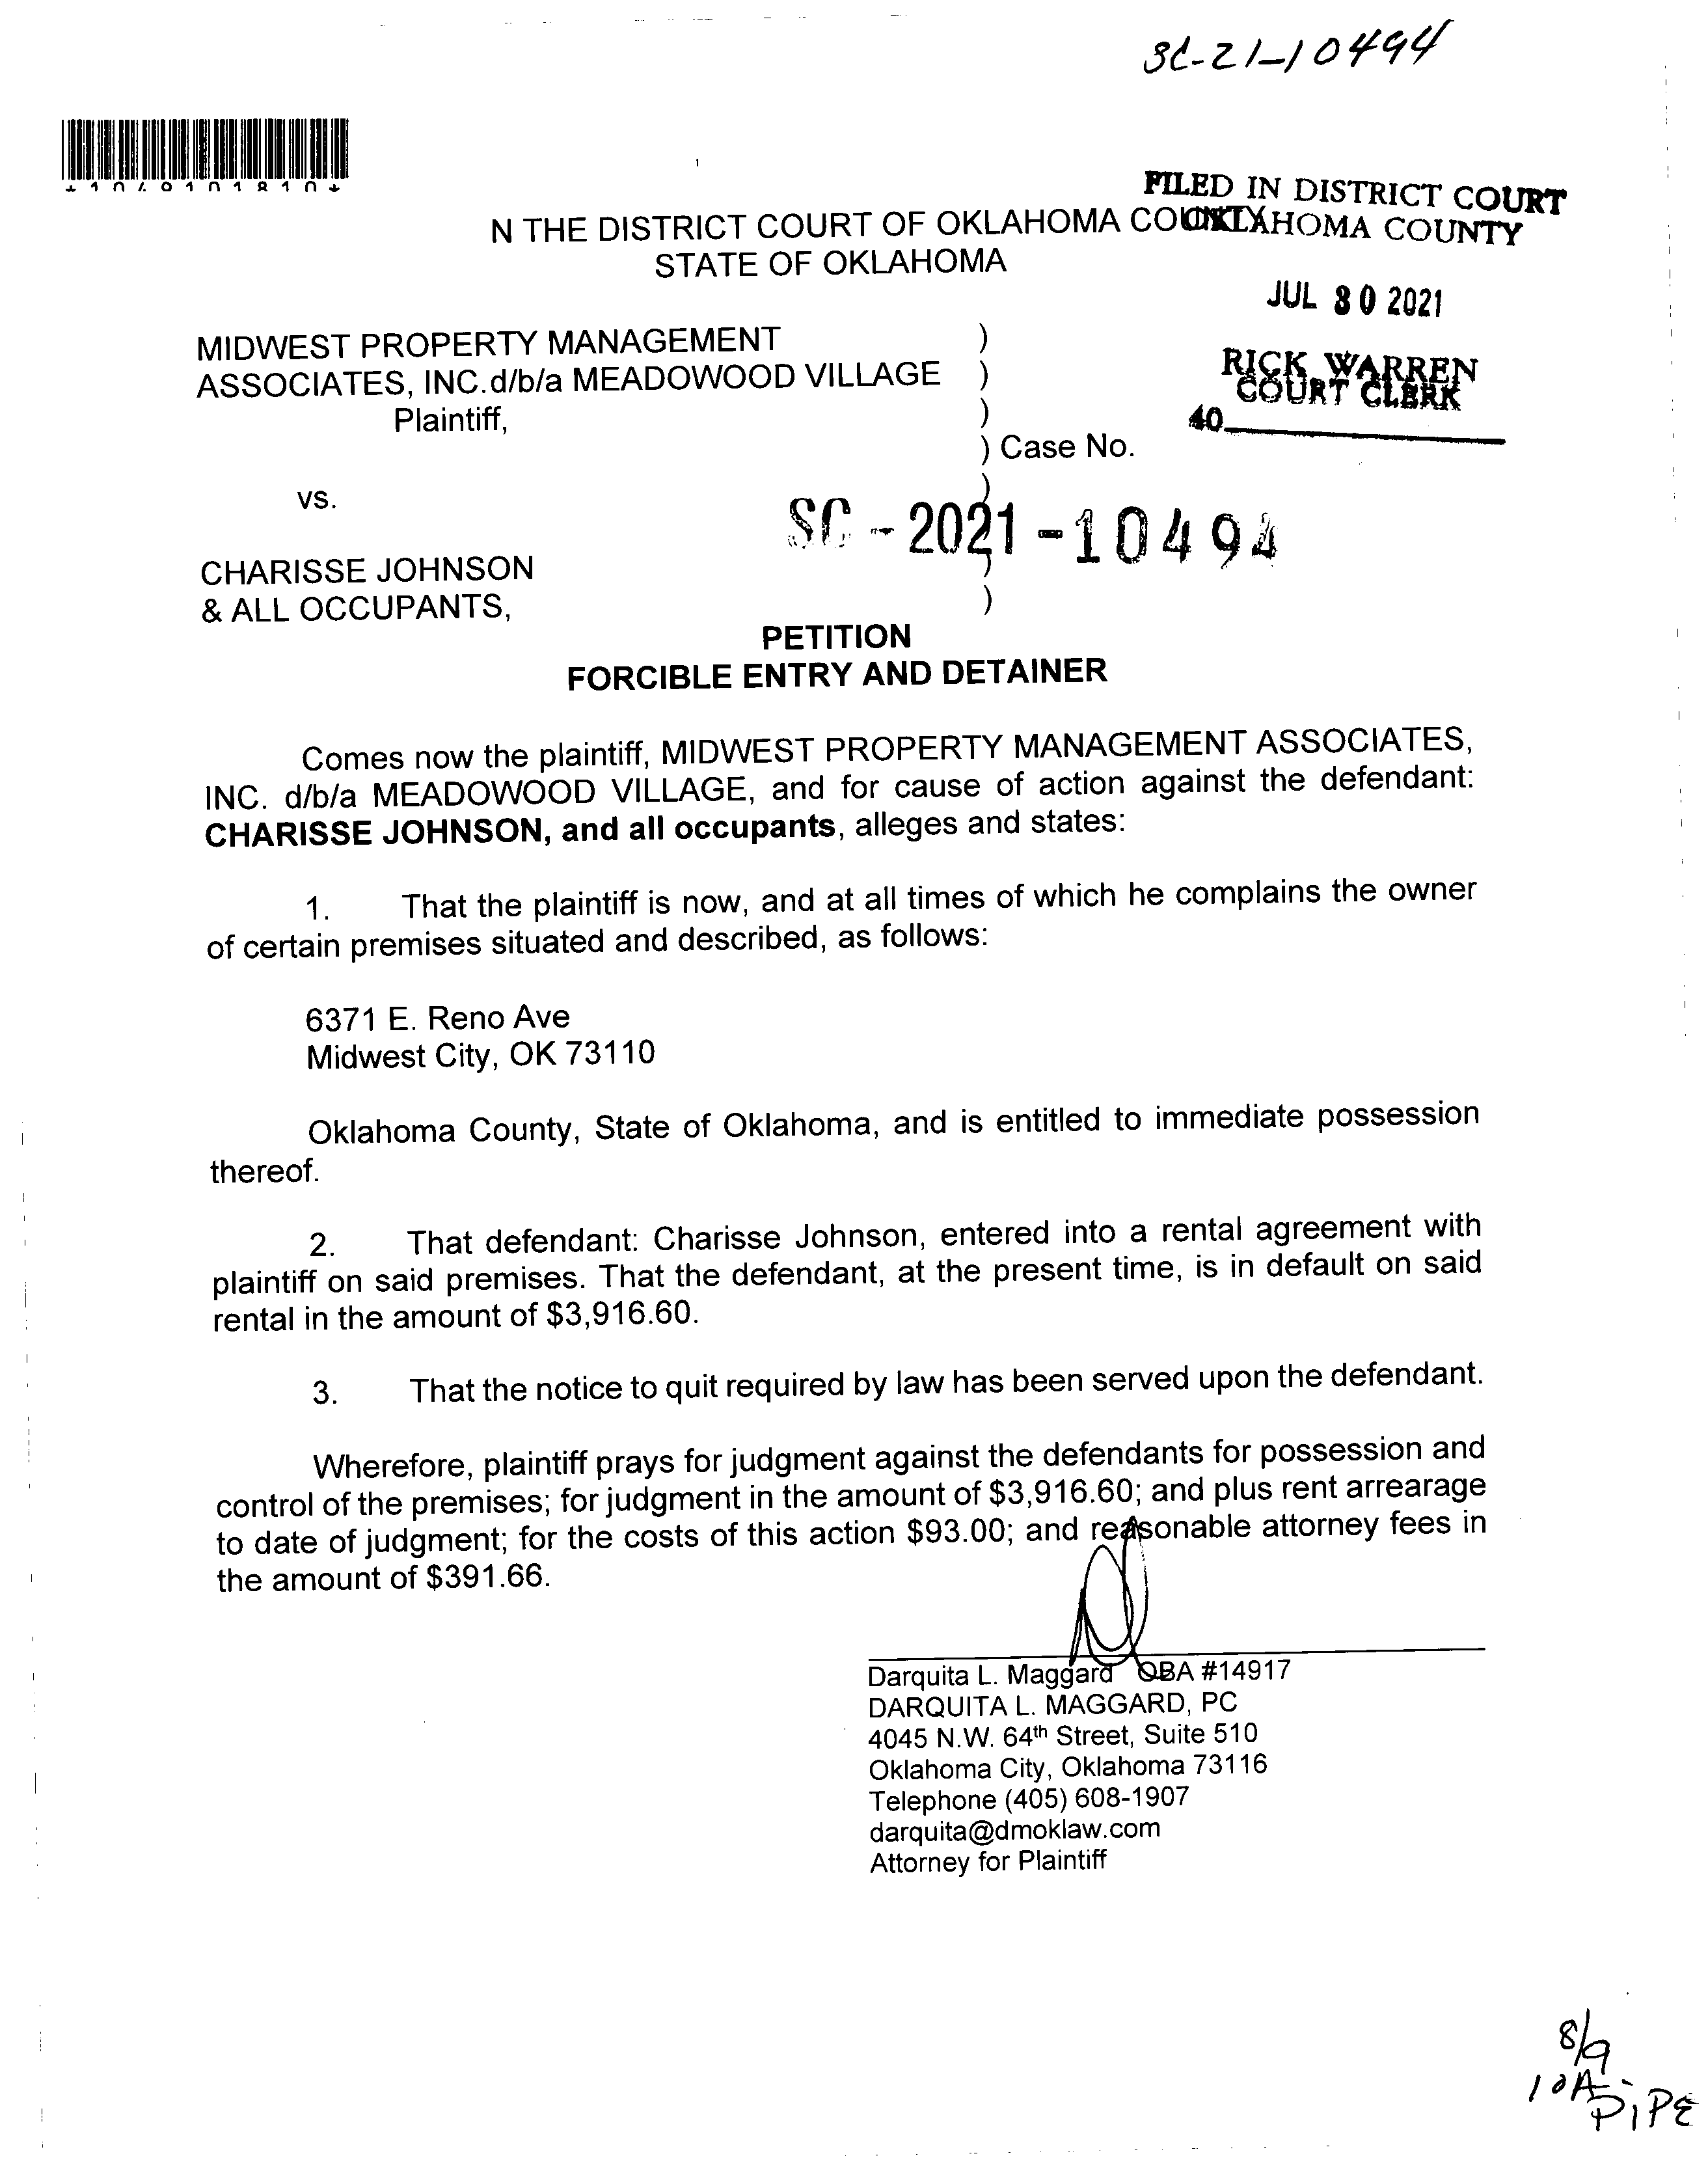 SC-21-10494
*1049101810*
FILED IN DISTRICT COURT
OKLAHOMA COUNTY
N THE DISTRICT COURT OF OKLAHOMA COUNTY
STATE OF OKLAHOMA
JUL 30 2021
MIDWEST PROPERTY MANAGEMENT )
ASSOCIATES, INC.d/b/a MEADOWOOD VILLAGE )
RICK WARREN
COURT CLERK
Plaintiff, )
40
) Case No.
vs. )
SC-2021-10494
)
CHARISSE JOHNSON
& ALL OCCUPANTS, )
PETITION
FORCIBLE ENTRY AND DETAINER
Comes now the plaintiff, MIDWEST PROPERTY MANAGEMENT ASSOCIATES,
INC. d/b/a MEADOWOOD VILLAGE, and for cause of action against the defendant:
CHARISSE JOHNSON, and all occupants, alleges and states:
1. That the plaintiff is now, and at all times of which he complains the owner
of certain premises situated and described, as follows:
6371 E. Reno Ave
Midwest City, OK 73110
Oklahoma County, State of Oklahoma, and is entitled to immediate possession
thereof.
2. That defendant: Charisse Johnson, entered into a rental agreement with
plaintiff on said premises. That the defendant, at the present time, is in default on said
rental in the amount of $3,916.60.
3. That the notice to quit required by law has been served upon the defendant.
Wherefore, plaintiff prays for judgment against the defendants for possession and
control of the premises; for judgment in the amount of $3,916.60; and plus rent arrearage
to date of judgment; for the costs of this action $93.00; and reasonable attorney fees in
the amount of $391.66.
Darquita L. Maggard OBA #14917
DARQUITA L. MAGGARD, PC
4045 N.W. 64th Street, Suite 510
Oklahoma City, Oklahoma 73116
Telephone (405) 608-1907
darquita@dmoklaw.com
Attorney for Plaintiff
8/9
10A
PiPE